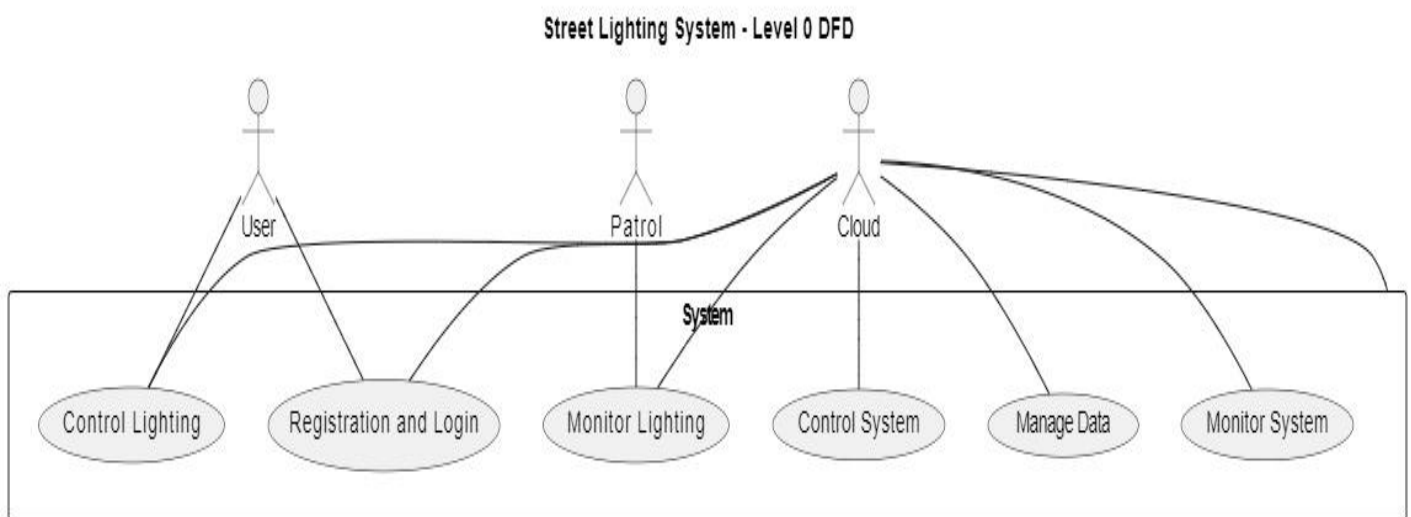 Street Lighting System - Level 0 DFD
User
Patrol
Cloud
System
Control Lighting
Registration and Login
Monitor Lighting
Control System
Manage Data
Monitor System